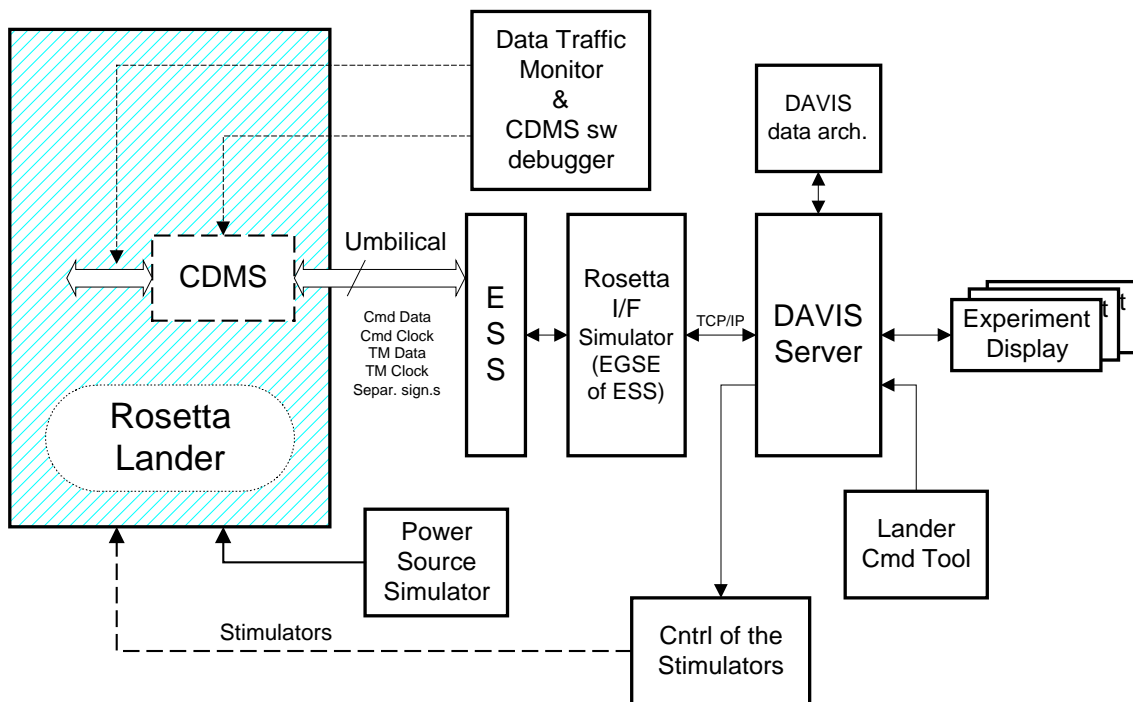 Data Traffic
Monitor
&
CDMS sw
debugger
DAVIS
data arch.
Umbilical
CDMS
Cmd Data
Cmd Clock
TM Data
TM Clock
Separ. sign.s
E
S
S
Rosetta
I/F
Simulator
(EGSE
of ESS)
TCP/IP
DAVIS
Server
t
t
Experiment
Display
Rosetta
Lander
Power
Source
Simulator
Lander
Cmd Tool
Stimulators
Cntrl of the
Stimulators